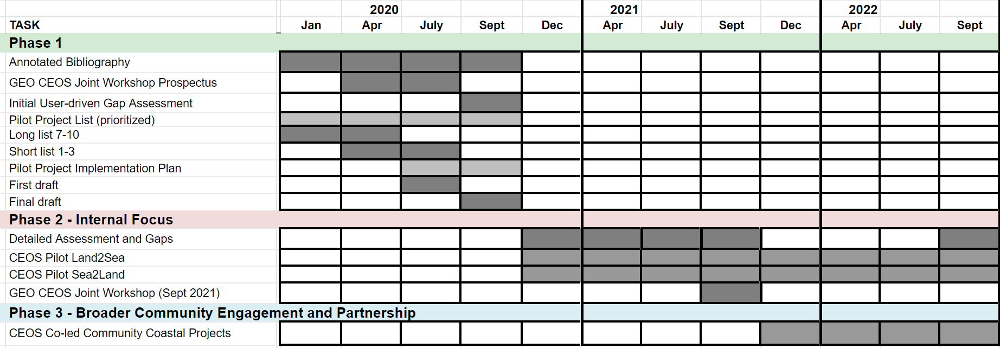 2020 2021 2022
TASK Jan Apr July Sept Dec Apr July Sept Dec Apr July Sept
Phase 1
Annotated Bibliography
GEO CEOS Joint Workshop Prospectus
Initial User-driven Gap Assessment
Pilot Project List (prioritized)
Long list 7-10
Short list 1-3
Pilot Project Implementation Plan
First draft
Final draft
Phase 2 - Internal Focus
Detailed Assessment and Gaps
CEOS Pilot Land2Sea
CEOS Pilot Sea2Land
GEO CEOS Joint Workshop (Sept 2021)
Phase 3 - Broader Community Engagement and Partnership
CEOS Co-led Community Coastal Projects